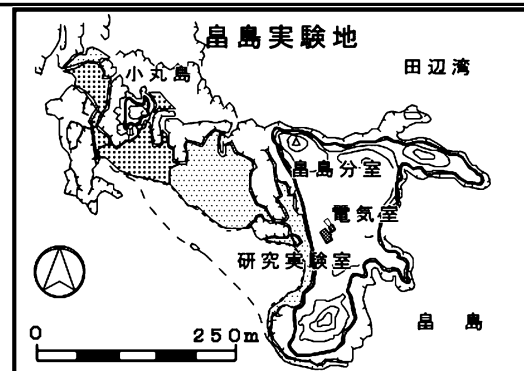 畠島実験地
小丸島
田辺湾
畠島分室
電気室
研究実験室
畠島
0 250m